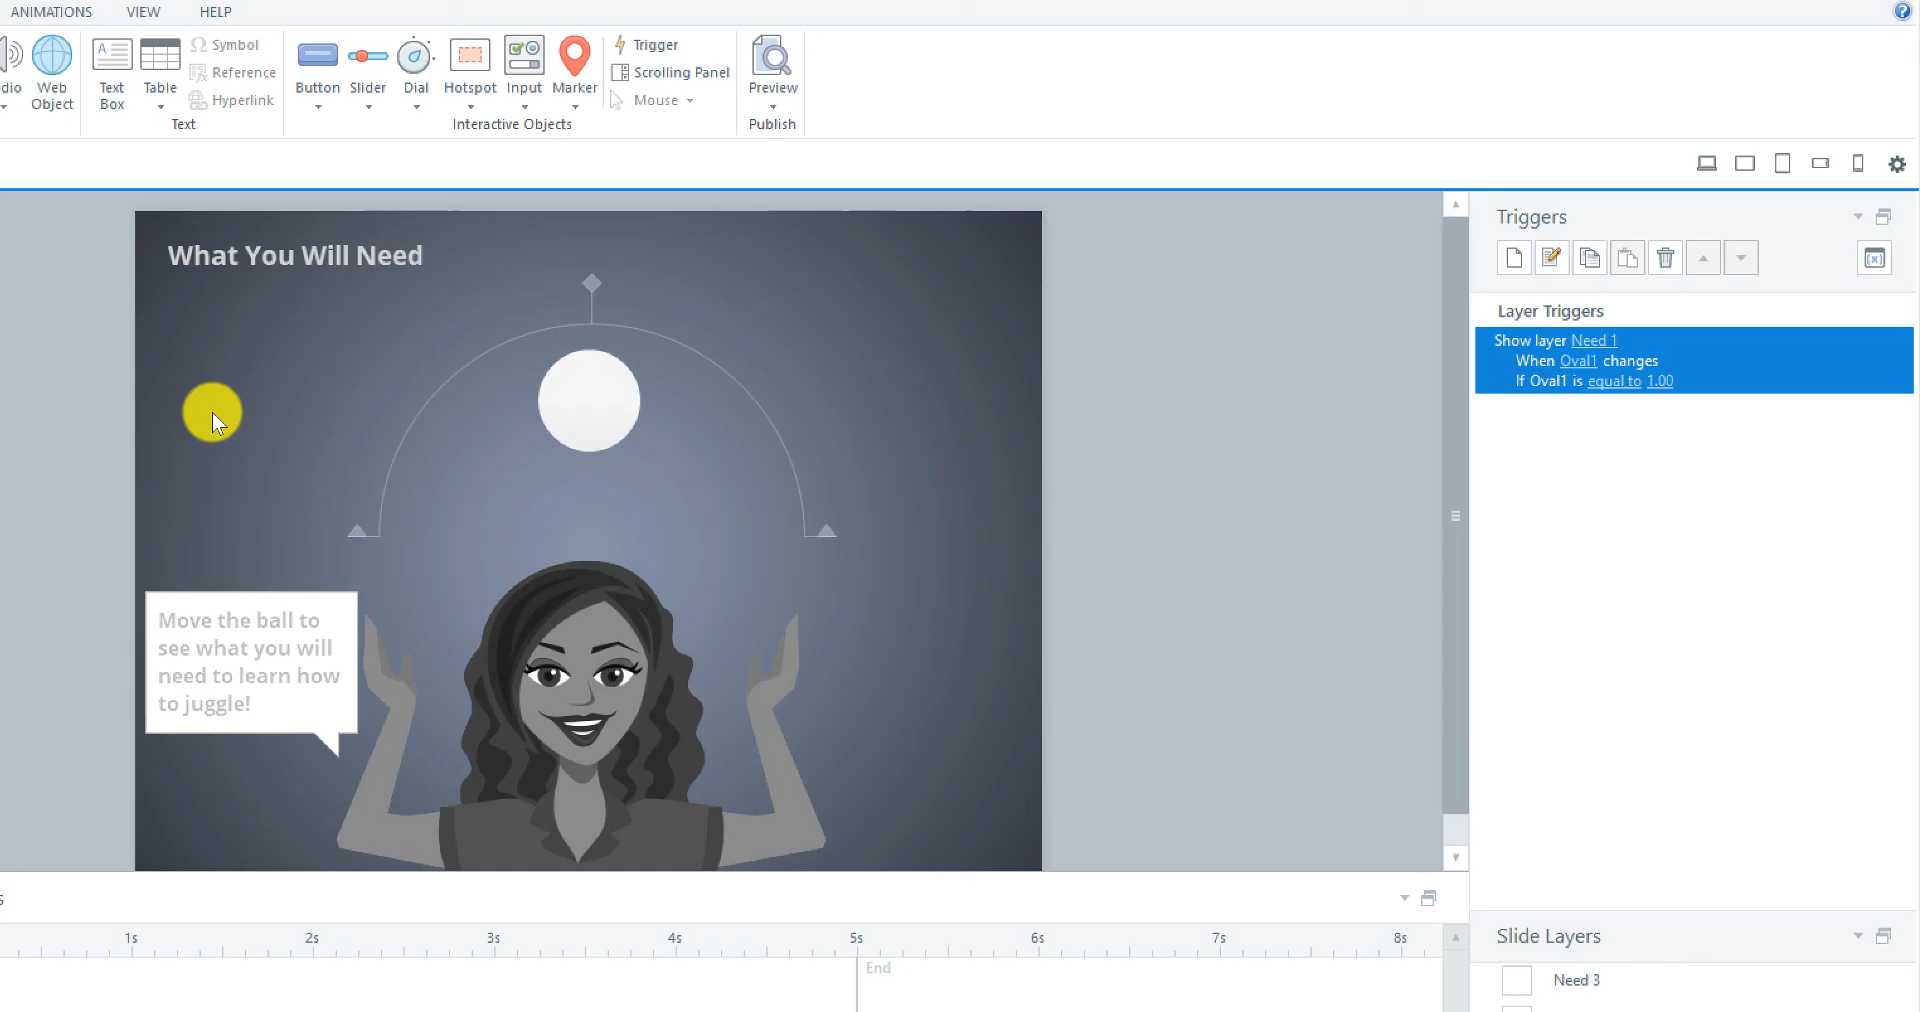 ANIMATIONS VIEW HELP
dio
Web
Object
Text
Box
Table
Symbol
Reference
Hyperlink
Text
Button
Slider
Dial
Hotspot
Input
Marker
Trigger
Scrolling Panel
Mouse
Interactive Objects
Preview
Publish
What You Will Need
Move the ball to
see what you will
need to learn how
to juggle!
Triggers
(x)
Layer Triggers
Show layer Need 1
When Oval1 changes
If Oval1 is equal to 1.00
s
1s 2s 3s 4s 5s 6s 7s 8s
End
Slide Layers
Need 3